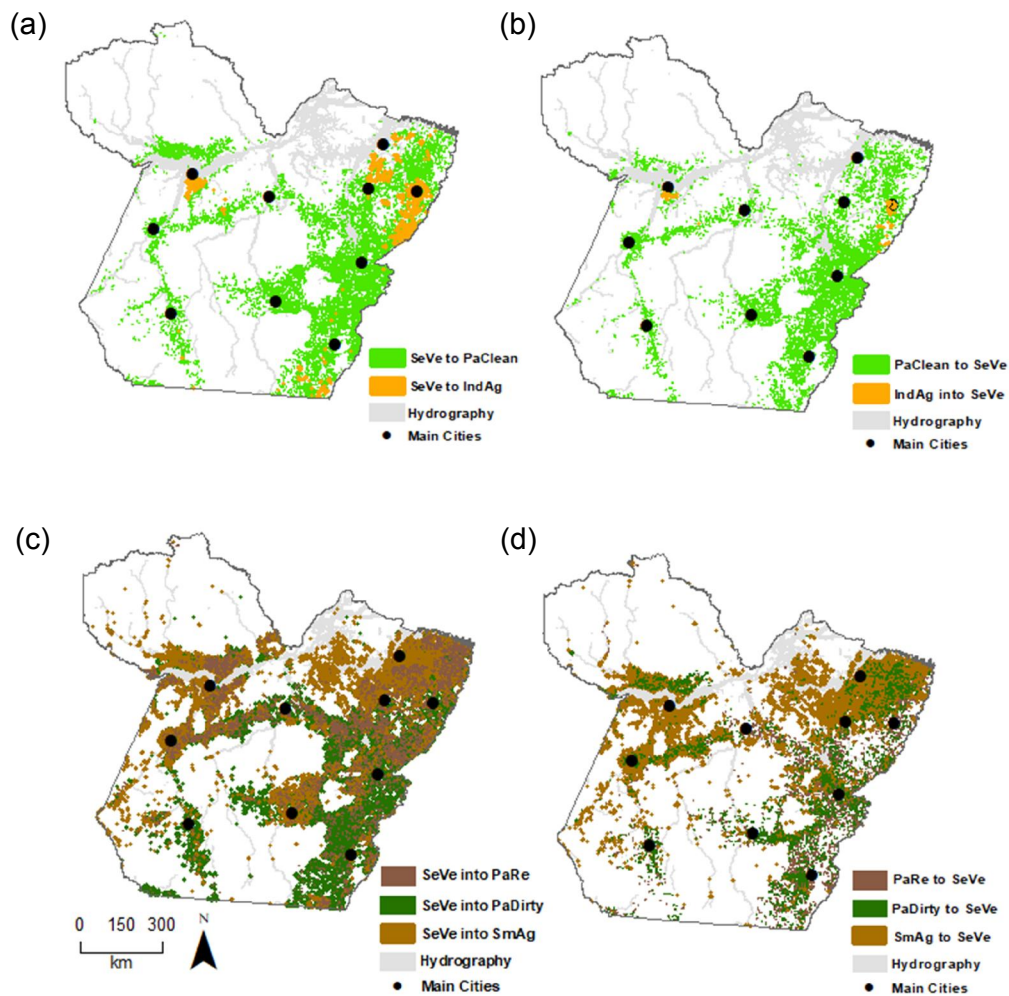 (a)
(b)
SeVe to PaClean
SeVe to IndAg
Hydrography
Main Cities
PaClean to SeVe
IndAg into SeVe
Hydrography
Main Cities
(c)
(d)
SeVe into PaRe
SeVe into PaDirty
SeVe into SmAg
Hydrography
Main Cities
0 150 300
km
N
PaRe to SeVe
PaDirty to SeVe
SmAg to SeVe
Hydrography
Main Cities